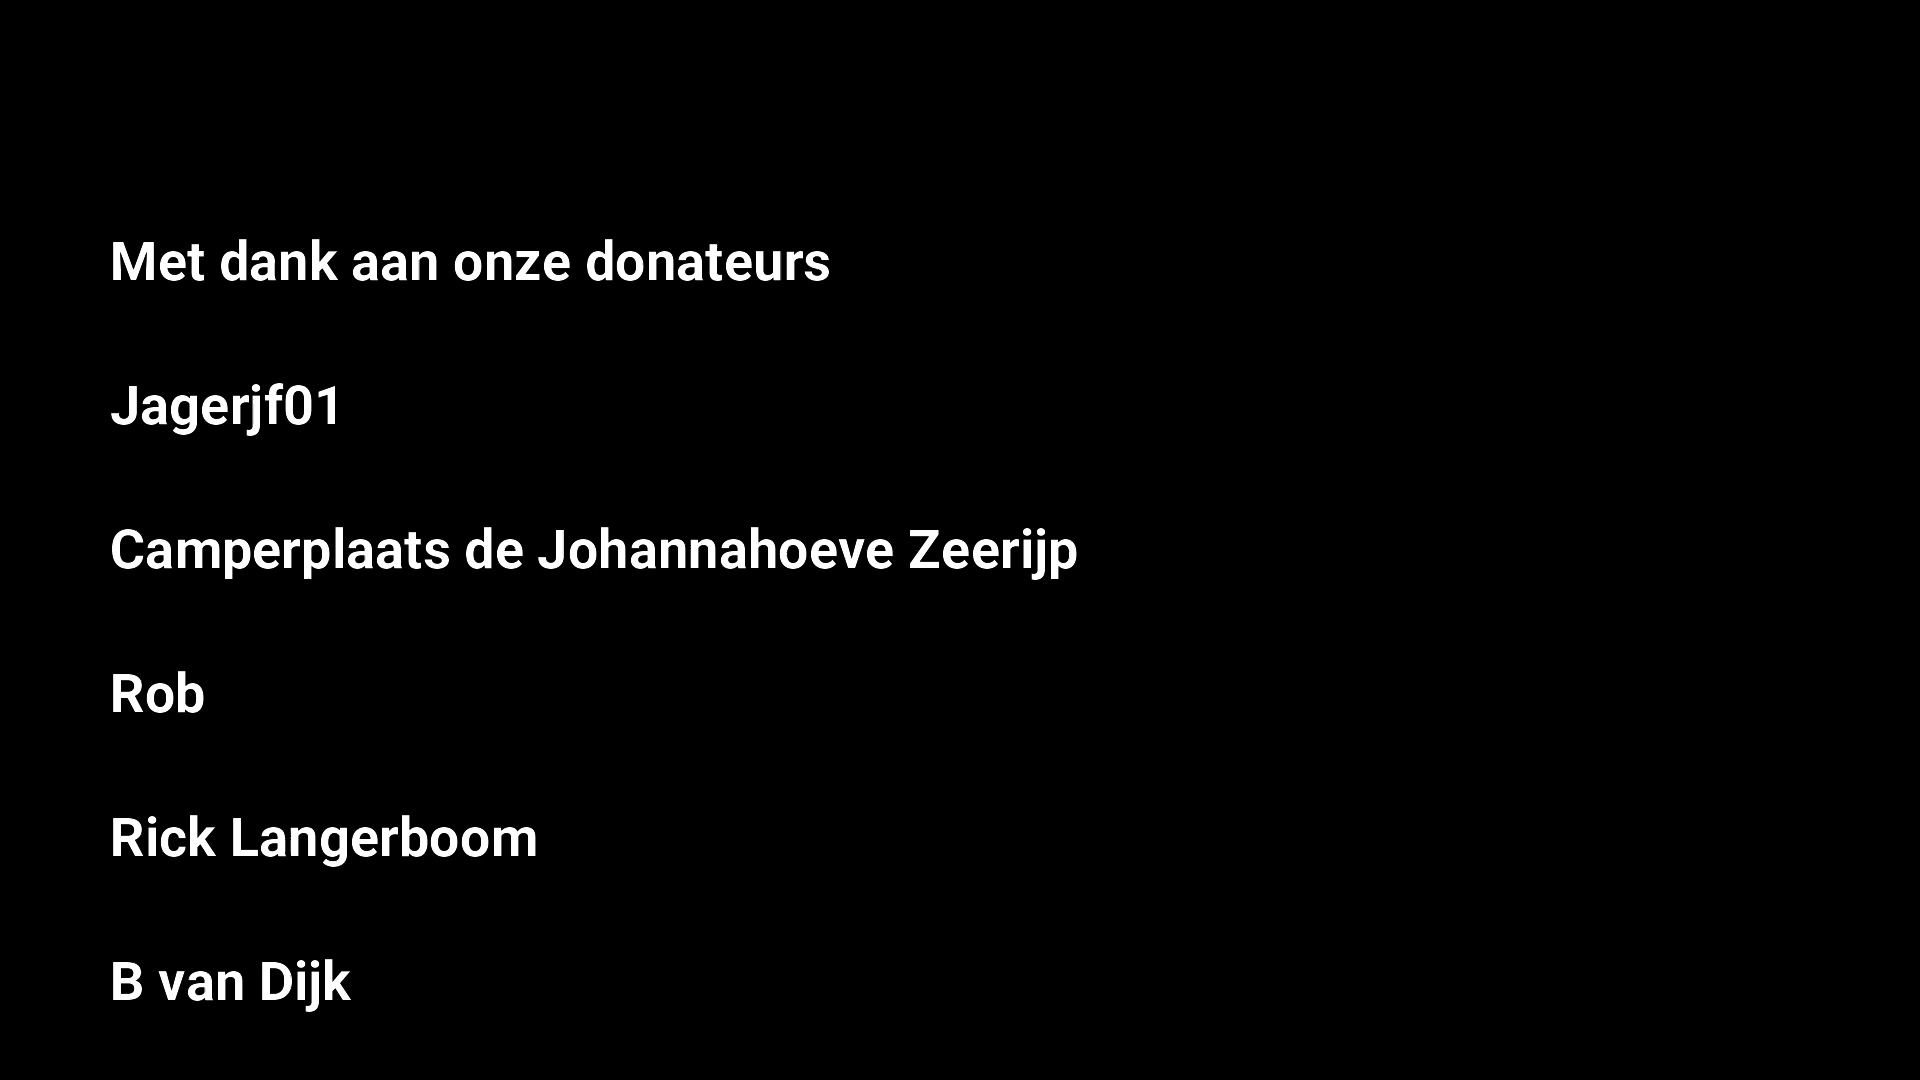 Met dank aan onze donateurs
Jagerjf01
Camperplaats de Johannahoeve Zeerijp
Rob
Rick Langerboom
B van Dijk